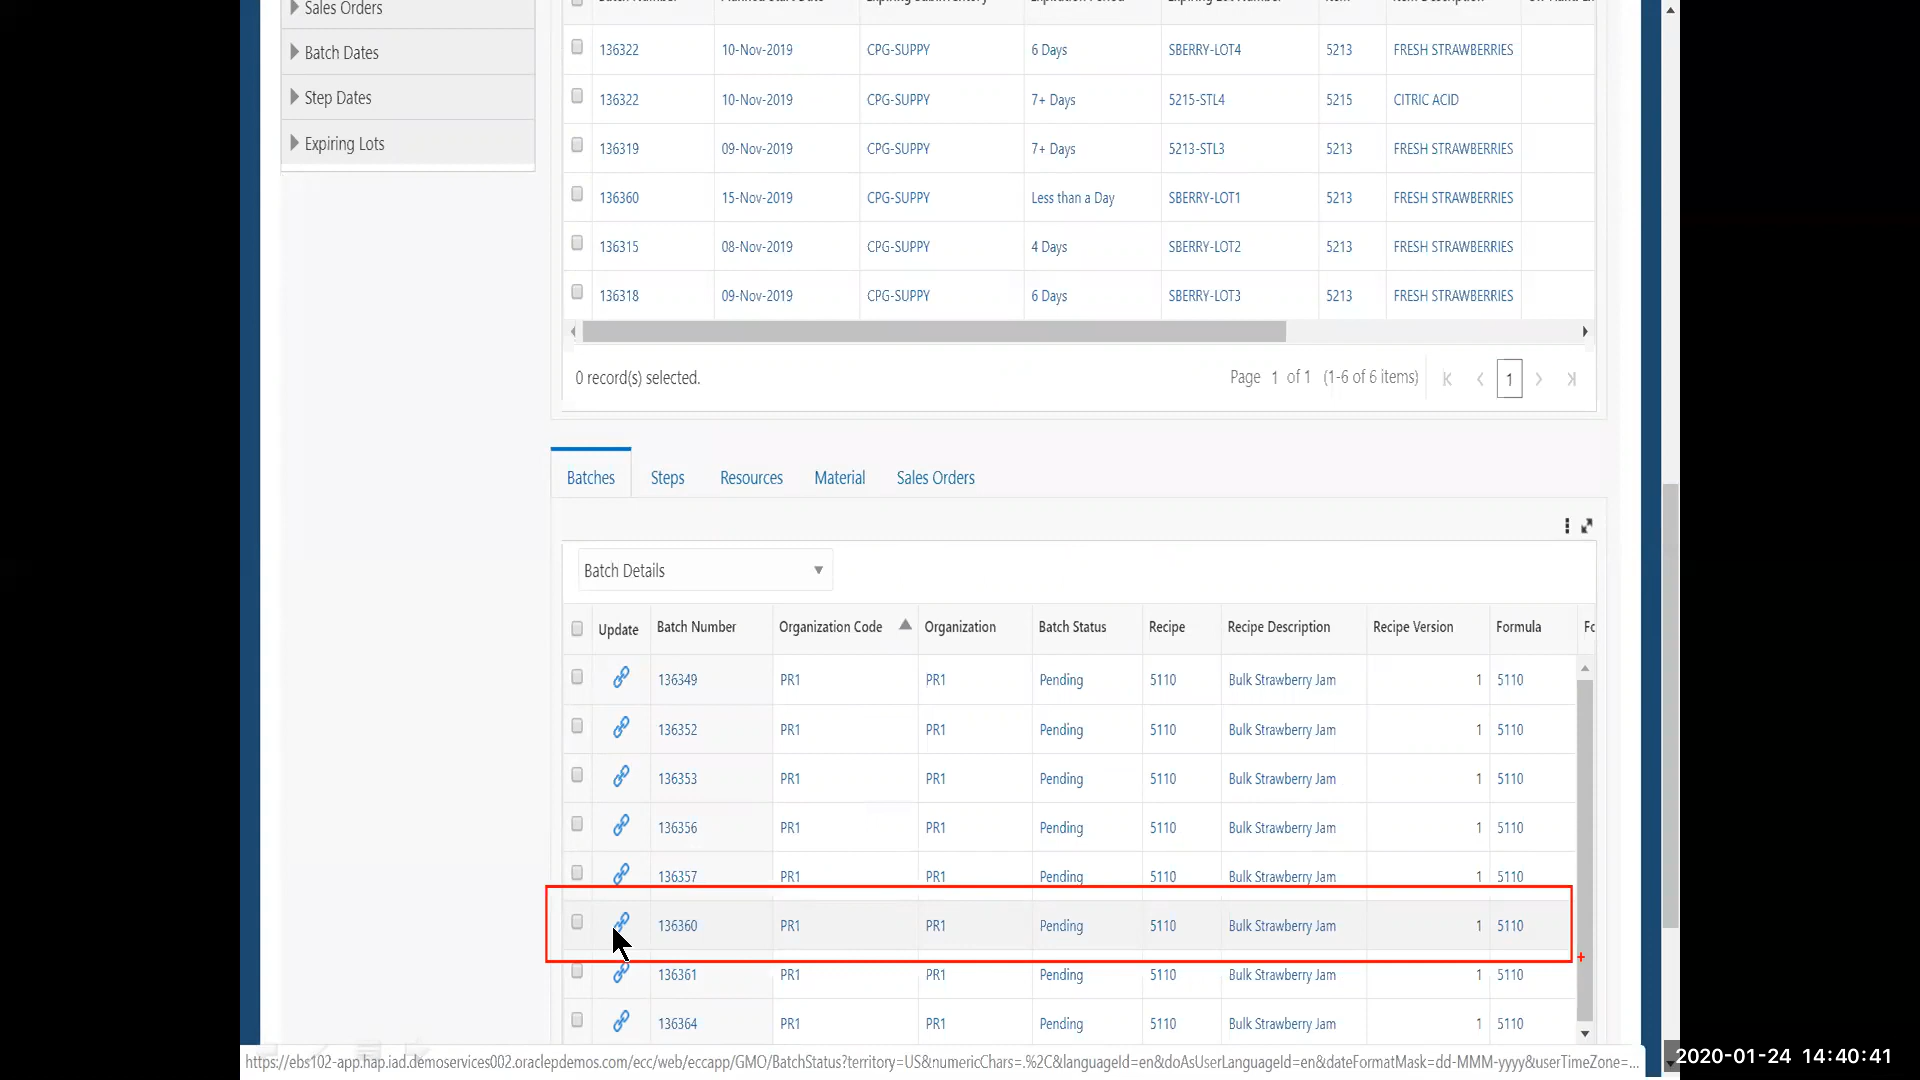 Sales Orders
Batch Dates
Step Dates
Expiring Lots
136322 10-Nov-2019 CPG-SUPPY 6 Days SBERRY-LOT4 5213 FRESH STRAWBERRIES
136322 10-Nov-2019 CPG-SUPPY 7+ Days 5215-STL4 5215 CITRIC ACID
136319 09-Nov-2019 CPG-SUPPY 7+ Days 5213-STL3 5213 FRESH STRAWBERRIES
136360 15-Nov-2019 CPG-SUPPY Less than a Day SBERRY-LOT1 5213 FRESH STRAWBERRIES
136315 08-Nov-2019 CPG-SUPPY 4 Days SBERRY-LOT2 5213 FRESH STRAWBERRIES
136318 09-Nov-2019 CPG-SUPPY 6 Days SBERRY-LOT3 5213 FRESH STRAWBERRIES
0 record(s) selected. Page 1 of 1 (1-6 of 6 items) 1
Batches Steps Resources Material Sales Orders
Batch Details
Update Batch Number Organization Code Organization Batch Status Recipe Recipe Description Recipe Version Formula Fo
136349 PR1 PR1 Pending 5110 Bulk Strawberry Jam 1 5110
136352 PR1 PR1 Pending 5110 Bulk Strawberry Jam 1 5110
136353 PR1 PR1 Pending 5110 Bulk Strawberry Jam 1 5110
136356 PR1 PR1 Pending 5110 Bulk Strawberry Jam 1 5110
136357 PR1 PR1 Pending 5110 Bulk Strawberry Jam 1 5110
136360 PR1 PR1 Pending 5110 Bulk Strawberry Jam 1 5110
136361 PR1 PR1 Pending 5110 Bulk Strawberry Jam 1 5110
136364 PR1 PR1 Pending 5110 Bulk Strawberry Jam 1 5110
https://ebs102-app.hap.iad.demoservices002.oraclepdemos.com/ecc/web/eccapp/GMO/BatchStatus?territory=US&numericChars=.%2C&languageId=en&doAsUserLanguageId=en&dateFormatMask=dd-MMM-yyyy&userTimeZone=...
2020-01-24 14:40:41